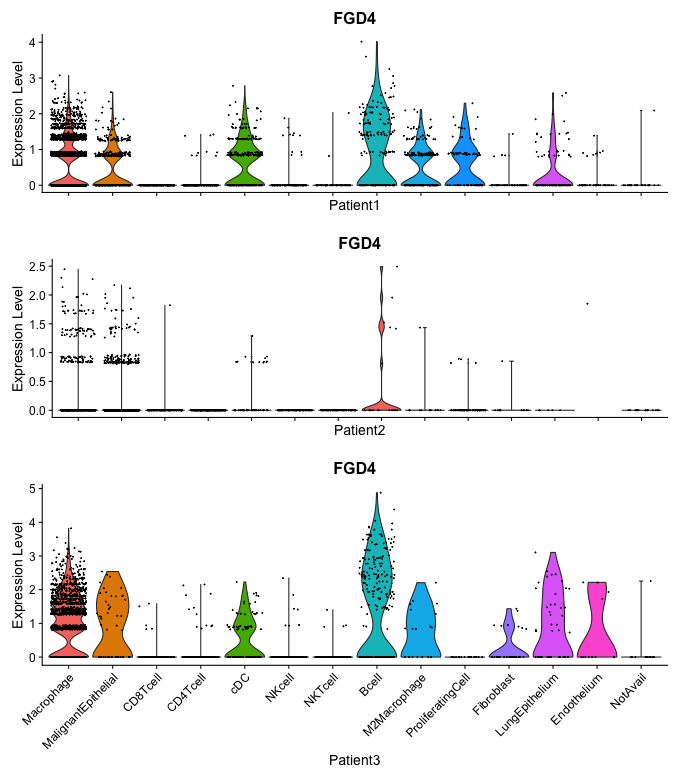 FGD4
Expression Level
4
3
2
1
0
Patient1
FGD4
Expression Level
2.5
2.0
1.5
1.0
0.5
0.0
Patient2
FGD4
Expression Level
5
4
3
2
1
0
Macrophage
MalignantEpithelial
CD8Tcell
CD4Tcell
cDC
NKcell
NKTcell
Bcell
M2Macrophage
ProliferatingCell
Fibroblast
LungEpithelium
Endothelium
NotAvail
Patient3